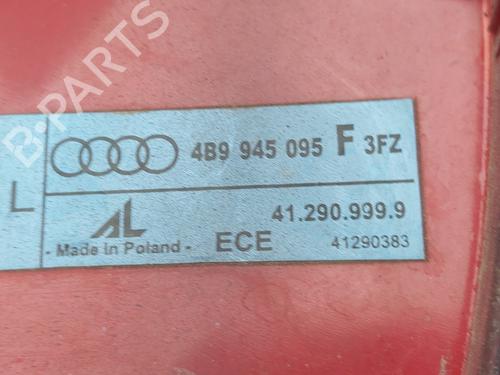 B-Parts
4B9 945 095 F 3FZ
L
AL
41.290.999.9
- Made in Poland -
ECE
41290383